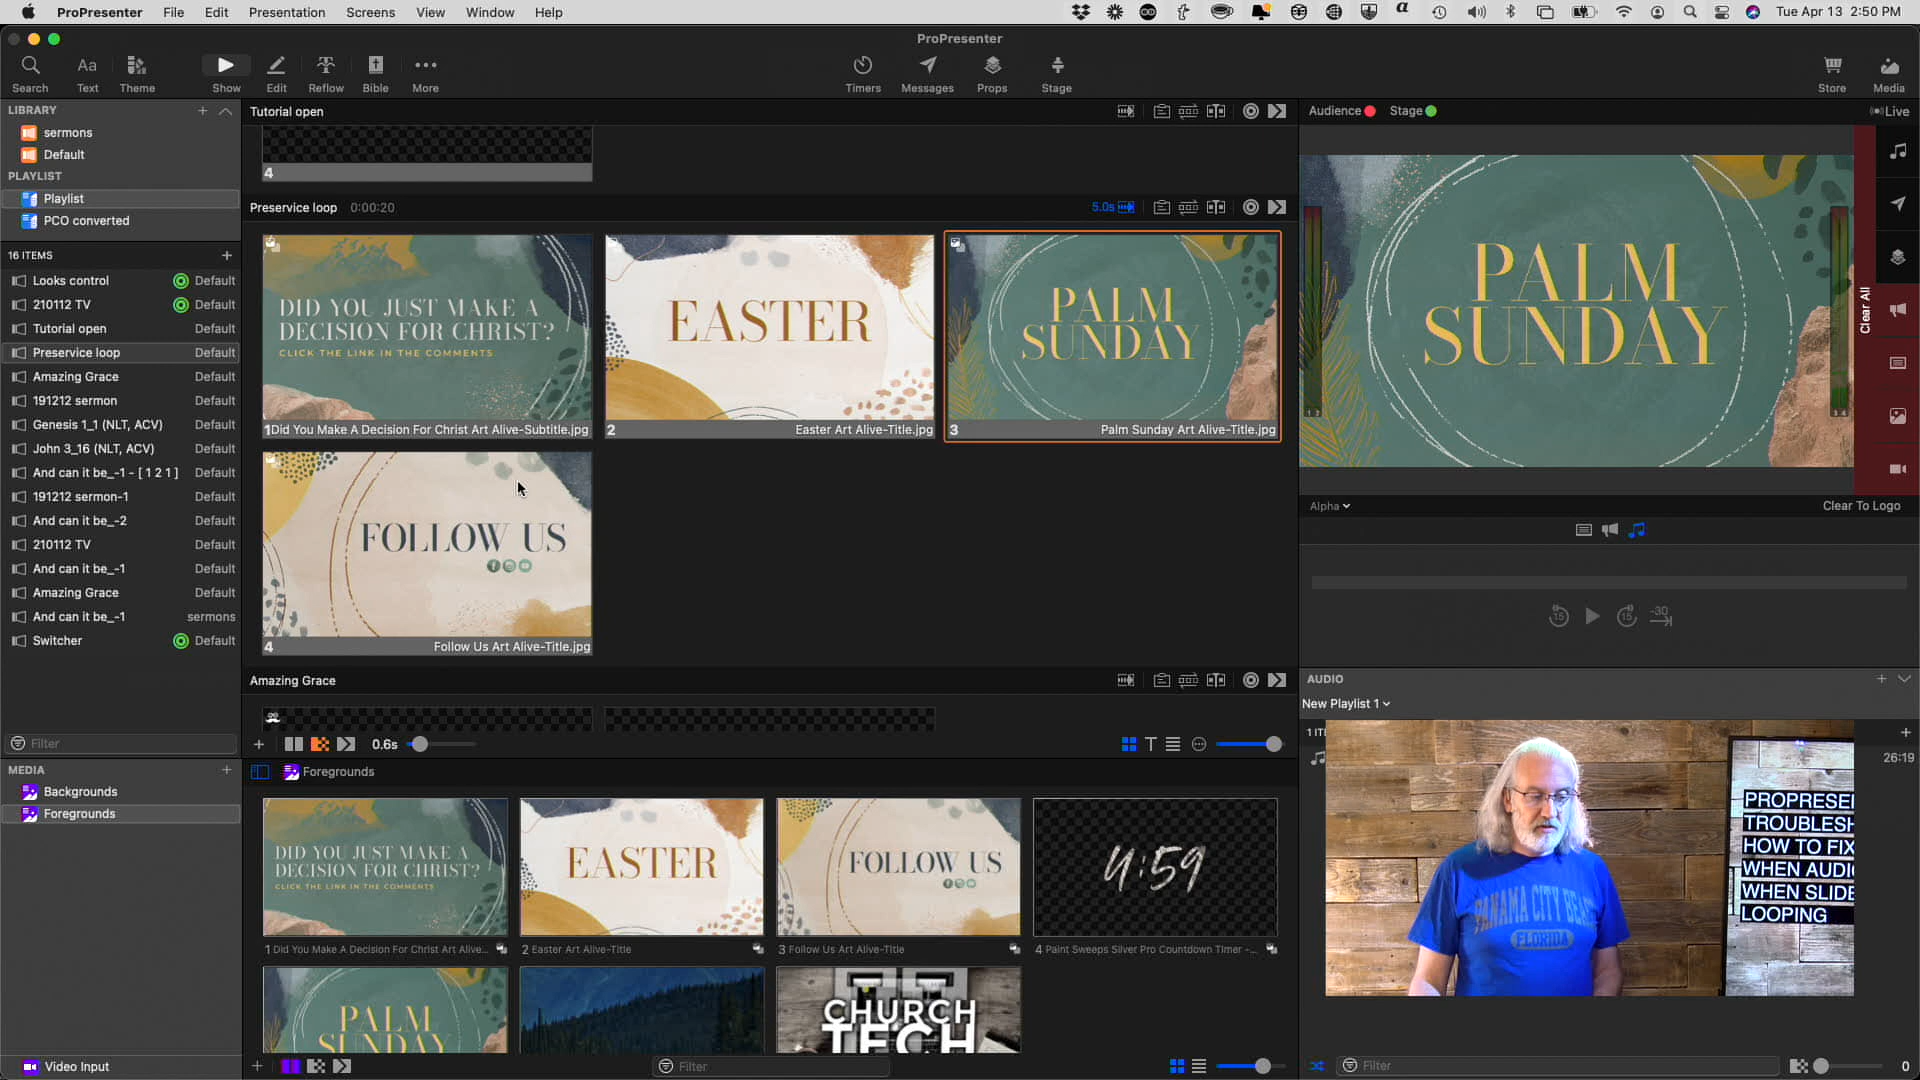 ProPresenter File Edit Presentation Screens View Window Help
Tue Apr 13 2:50 PM
ProPresenter
Search Text Theme Show Edit Reflow Bible More
Timers Messages Props Stage
Store Media
LIBRARY
sermons
Default
PLAYLIST
Playlist
PCO converted
16 ITEMS
Looks control Default
210112 TV Default
Tutorial open Default
Preservice loop Default
Amazing Grace Default
191212 sermon Default
Genesis 1_1 (NLT, ACV) Default
John 3_16 (NLT, ACV) Default
And can it be_-1 - [ 1 2 1 ] Default
191212 sermon-1 Default
And can it be_-2 Default
210112 TV Default
And can it be_-1 Default
Amazing Grace Default
And can it be_-1 sermons
Switcher Default
Filter
MEDIA
Backgrounds
Foregrounds
Video Input
Tutorial open
4
Preservice loop 0:00:20 5.0s
DID YOU JUST MAKE A
DECISION FOR CHRIST?
CLICK THE LINK IN THE COMMENTS
1 Did You Make A Decision For Christ Art Alive-Subtitle.jpg
EASTER
2 Easter Art Alive-Title.jpg
PALM
SUNDAY
3 Palm Sunday Art Alive-Title.jpg
FOLLOW US
4 Follow Us Art Alive-Title.jpg
Amazing Grace
0.6s
Foregrounds
DID YOU JUST MAKE A
DECISION FOR CHRIST?
CLICK THE LINK IN THE COMMENTS
1 Did You Make A Decision For Christ Art Alive...
EASTER
2 Easter Art Alive-Title
FOLLOW US
3 Follow Us Art Alive-Title
4:59
4 Paint Sweeps Silver Pro Countdown Timer -...
PALM
SUNDAY
CHURCH
TECH
Filter
Audience Stage Live
PALM
SUNDAY
1 2
3 4
Clear All
Alpha Clear To Logo
15 15 -30
AUDIO
New Playlist 1
26:19
PANAMA CITY
FLORIDA
PROPRESE
TROUBLESH
HOW TO FIX
WHEN AUDI
WHEN SLIDE
LOOPING
Filter 0